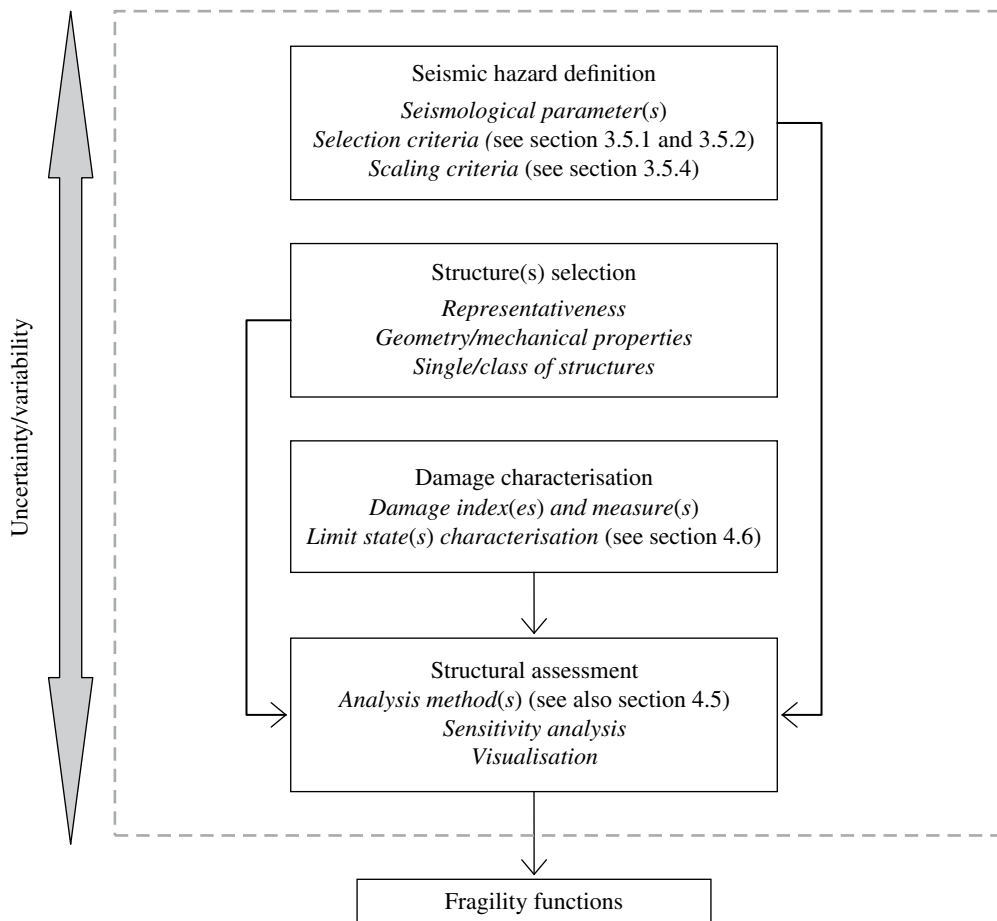 Uncertainty/variability
Seismic hazard definition
Seismological parameter(s)
Selection criteria (see section 3.5.1 and 3.5.2)
Scaling criteria (see section 3.5.4)
Structure(s) selection
Representativeness
Geometry/mechanical properties
Single/class of structures
Damage characterisation
Damage index(es) and measure(s)
Limit state(s) characterisation (see section 4.6)
Structural assessment
Analysis method(s) (see also section 4.5)
Sensitivity analysis
Visualisation
Fragility functions